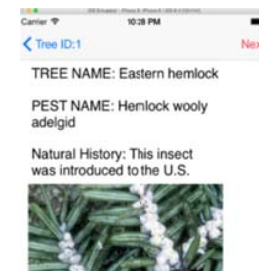 Carrier 10:28 PM
Tree ID:1 Nex
TREE NAME: Eastern hemlock
PEST NAME: Hemlock wooly
adelgid
Natural History: This insect
was introduced to the U.S.